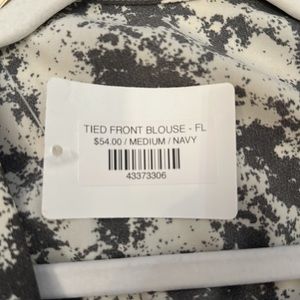 TIED FRONT BLOUSE - FL
$54.00 / MEDIUM / NAVY
43373306